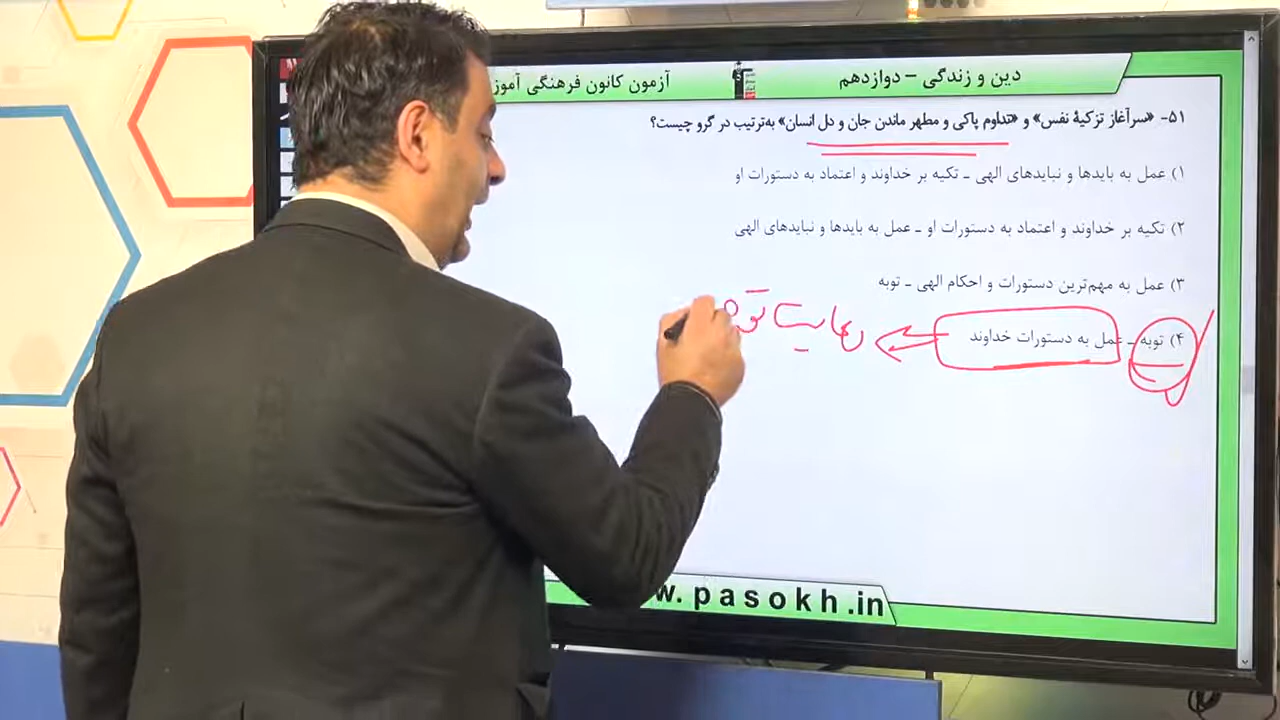 دین و زندگی – دوازدهم
آزمون کانون فرهنگی آموز
۵۱- «سرآغاز تزکیهٔ نفس» و «تداوم پاکی و مطهر ماندن جان و دل انسان» به‌ترتیب در گرو چیست؟
۱) عمل به بایدها و نبایدهای الهی ـ تکیه بر خداوند و اعتماد به دستورات او
۲) تکیه بر خداوند و اعتماد به دستورات او ـ عمل به بایدها و نبایدهای الهی
۳) عمل به مهم‌ترین دستورات و احکام الهی ـ توبه
۴) توبه ـ عمل به دستورات خداوند
w.pasokh.in